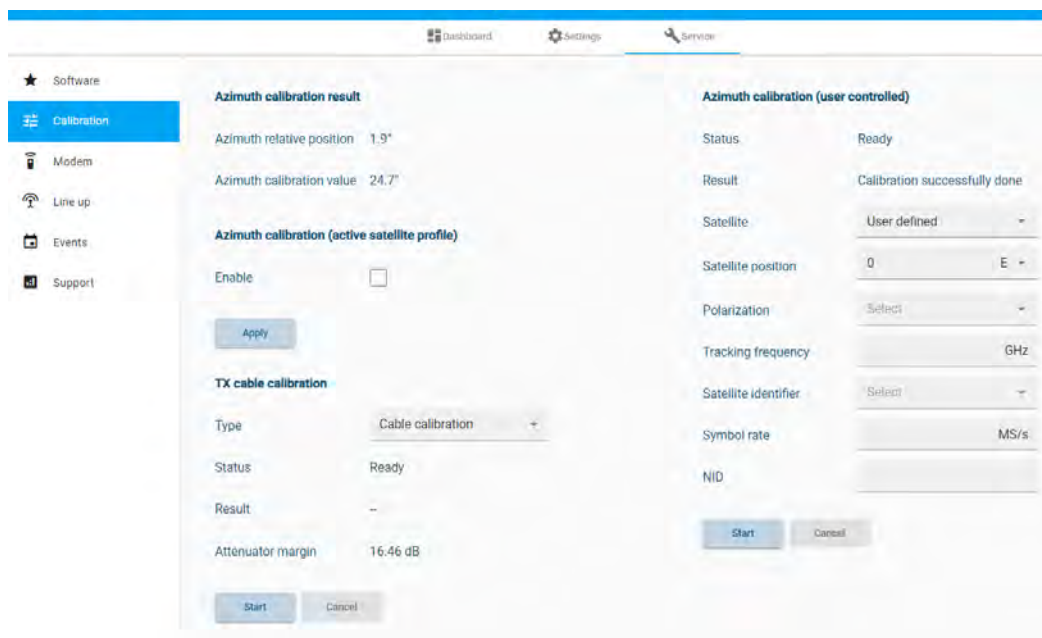 Dashboard Settings Service
Software
Calibration
Modem
Line up
Events
Support
Azimuth calibration result
Azimuth relative position 1.9°
Azimuth calibration value 24.7°
Azimuth calibration (active satellite profile)
Enable
Apply
TX cable calibration
Type Cable calibration
Status Ready
Result –
Attenuator margin 16.46 dB
Start Cancel
Azimuth calibration (user controlled)
Status Ready
Result Calibration successfully done
Satellite User defined
Satellite position 0 E
Polarization Select
Tracking frequency GHz
Satellite identifier Select
Symbol rate MS/s
NID
Start Cancel